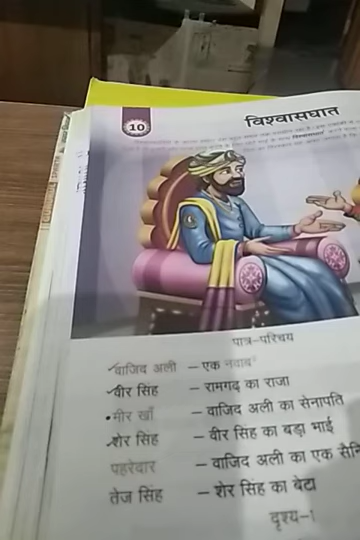 10
विश्वासघात
पात्र-परिचय
वाजिद अली – एक नवाब
वीर सिंह – रामगढ़ का राजा
मीर खाँ – वाजिद अली का सेनापति
शेर सिंह – वीर सिंह का बड़ा भाई
पहरेदार – वाजिद अली का एक
तेज सिंह – शेर सिंह का बेटा
दृश्य-1